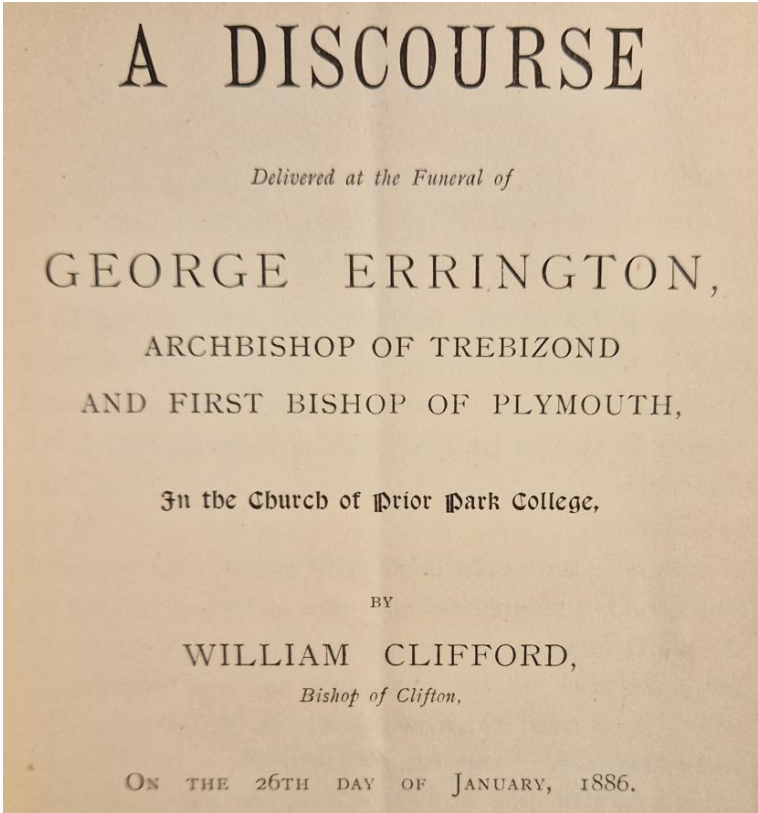 A DISCOURSE
Delivered at the Funeral of
GEORGE ERRINGTON,
ARCHBISHOP OF TREBIZOND
AND FIRST BISHOP OF PLYMOUTH,
In the Church of Prior Park College,
BY
WILLIAM CLIFFORD,
Bishop of Clifton,
On the 26th day of January, 1886.